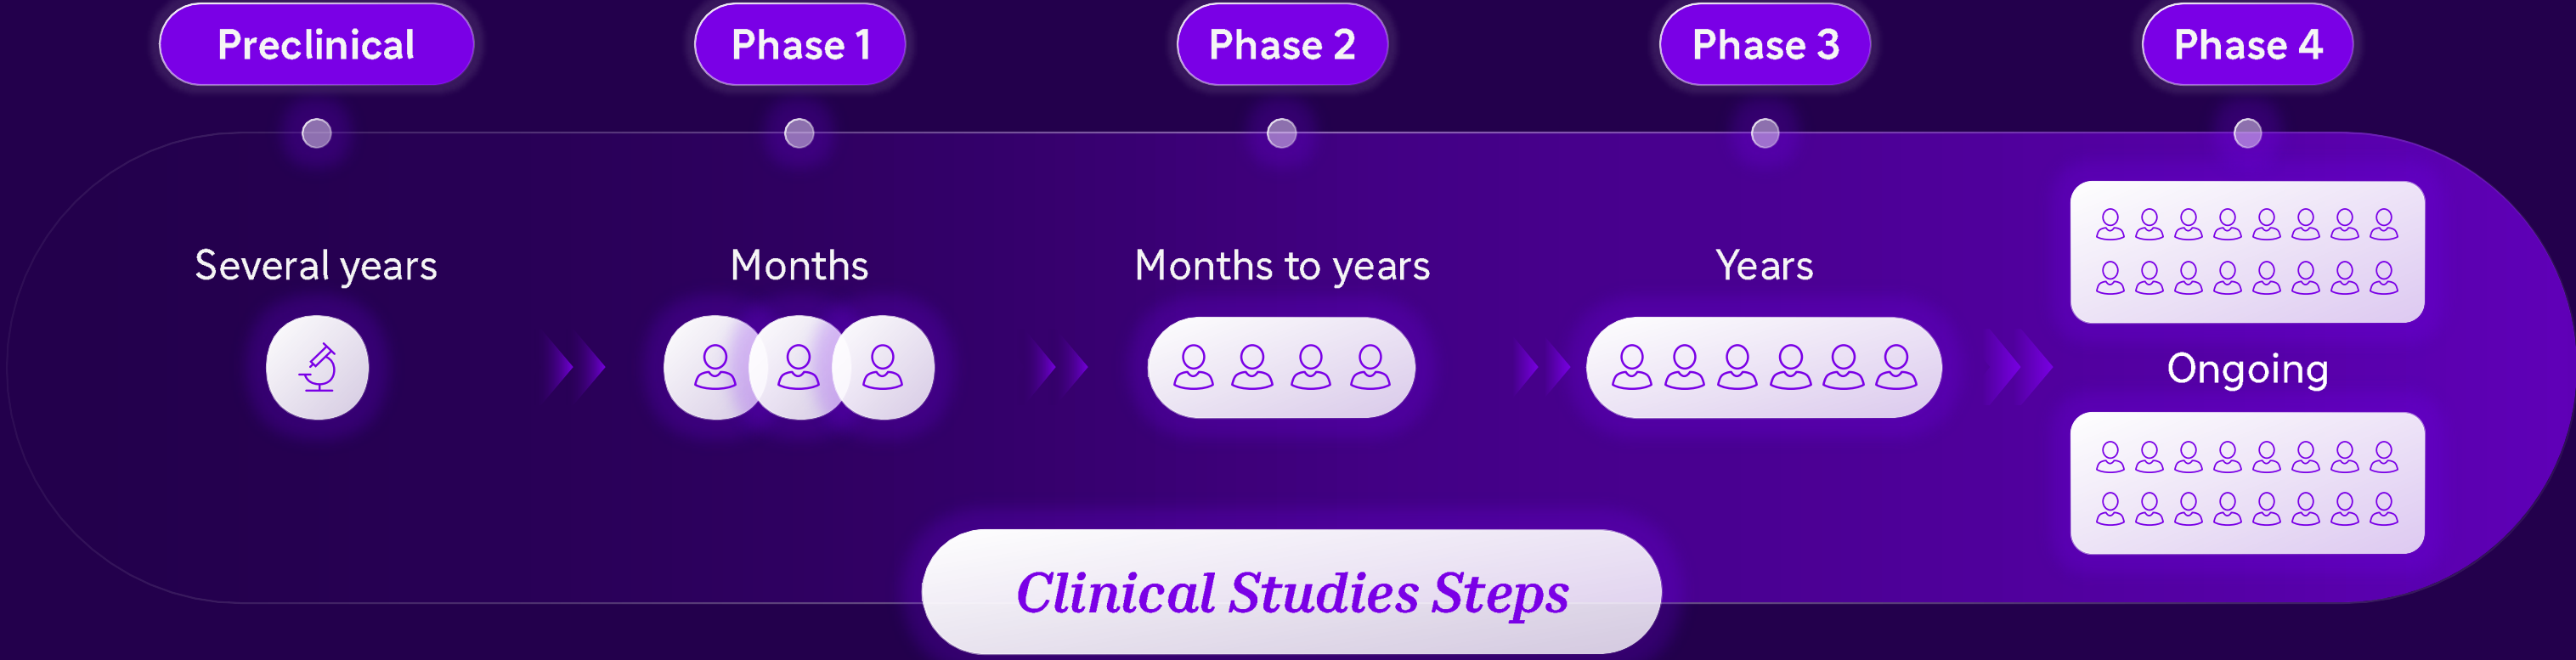 Preclinical
Phase 1
Phase 2
Phase 3
Phase 4
Several years
Months
Months to years
Years
Ongoing
Clinical Studies Steps